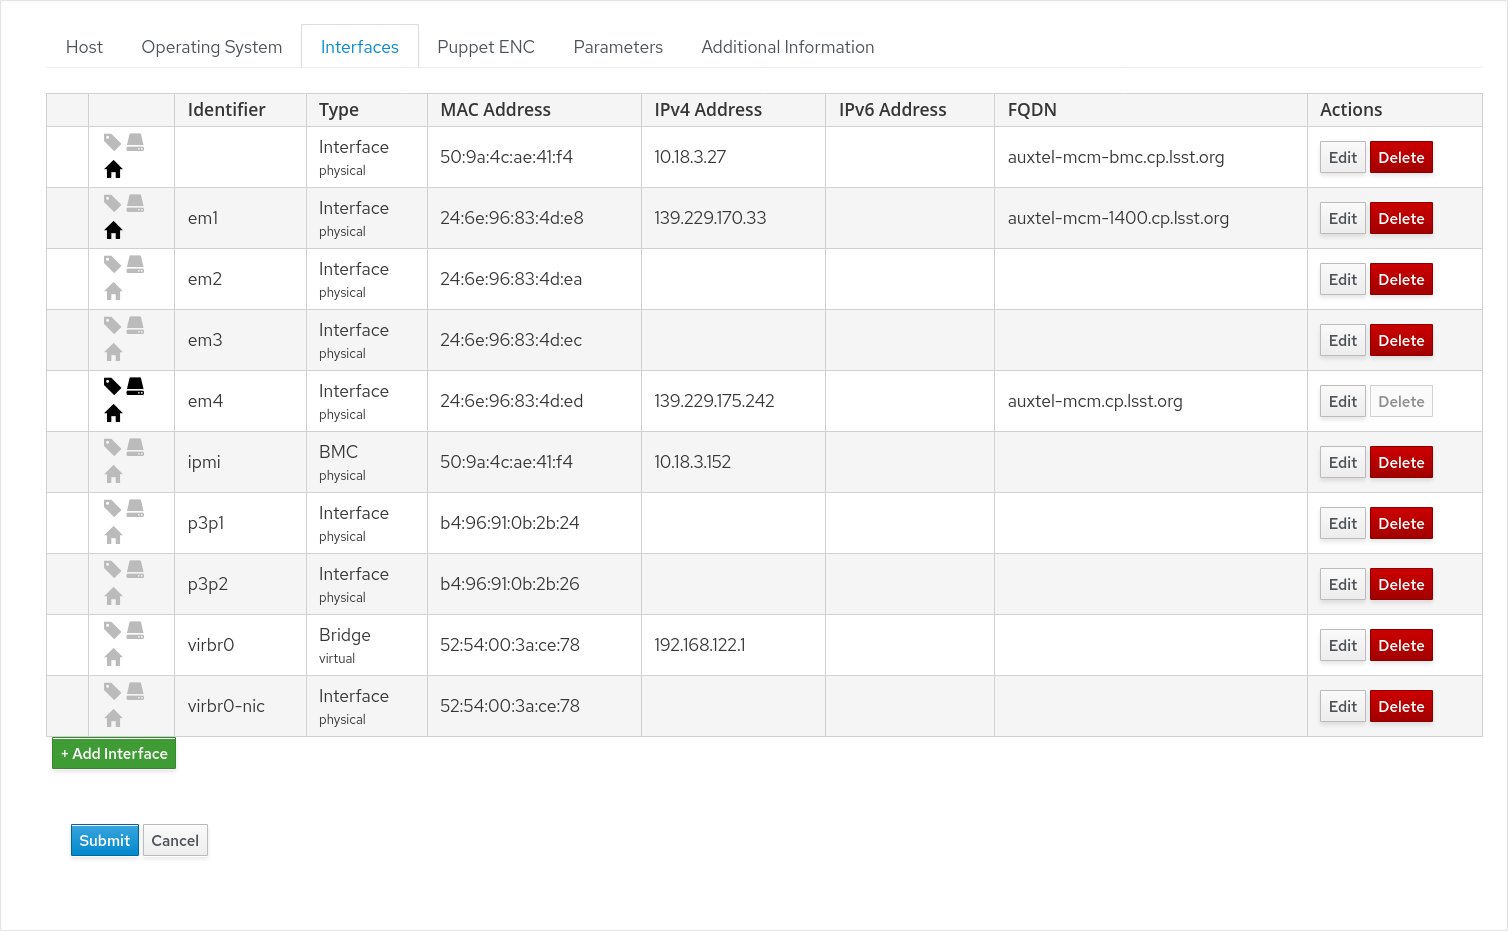 Host Operating System Interfaces Puppet ENC Parameters Additional Information
Identifier Type MAC Address IPv4 Address IPv6 Address FQDN Actions
Interface
physical
50:9a:4c:ae:41:f4 10.18.3.27 auxtel-mcm-bmc.cp.lsst.org Edit Delete
em1 Interface
physical
24:6e:96:83:4d:e8 139.229.170.33 auxtel-mcm-1400.cp.lsst.org Edit Delete
em2 Interface
physical
24:6e:96:83:4d:ea Edit Delete
em3 Interface
physical
24:6e:96:83:4d:ec Edit Delete
em4 Interface
physical
24:6e:96:83:4d:ed 139.229.175.242 auxtel-mcm.cp.lsst.org Edit Delete
ipmi BMC
physical
50:9a:4c:ae:41:f4 10.18.3.152 Edit Delete
p3p1 Interface
physical
b4:96:91:0b:2b:24 Edit Delete
p3p2 Interface
physical
b4:96:91:0b:2b:26 Edit Delete
virbr0 Bridge
virtual
52:54:00:3a:ce:78 192.168.122.1 Edit Delete
virbr0-nic Interface
physical
52:54:00:3a:ce:78 Edit Delete
+ Add Interface
Submit Cancel